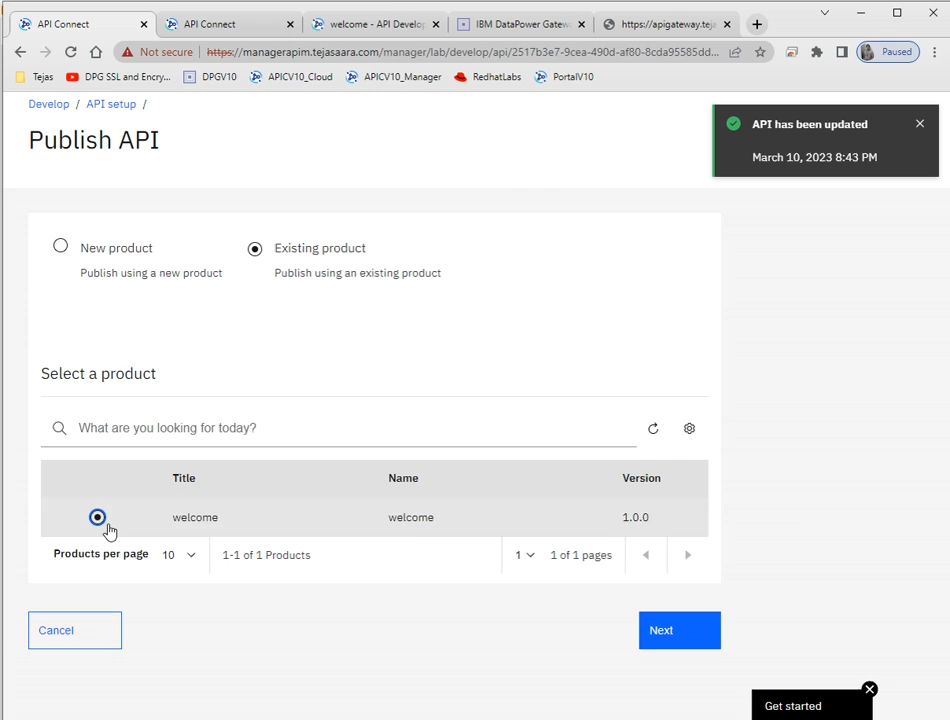 API Connect
API Connect
welcome - API Develo
IBM DataPower Gatew
https://apigateway.teja
Not secure
https://managerapim.tejasaara.com/manager/lab/develop/api/2517b3e7-9cea-490d-af80-8cda95585dd...
Paused
Tejas
DPG SSL and Encry...
DPGV10
APICV10_Cloud
APICV10_Manager
RedhatLabs
PortalV10
Develop / API setup /
Publish API
API has been updated
March 10, 2023 8:43 PM
New product
Publish using a new product
Existing product
Publish using an existing product
Select a product
What are you looking for today?
Title Name Version
welcome welcome 1.0.0
Products per page 10 1-1 of 1 Products 1 1 of 1 pages
Cancel
Next
Get started